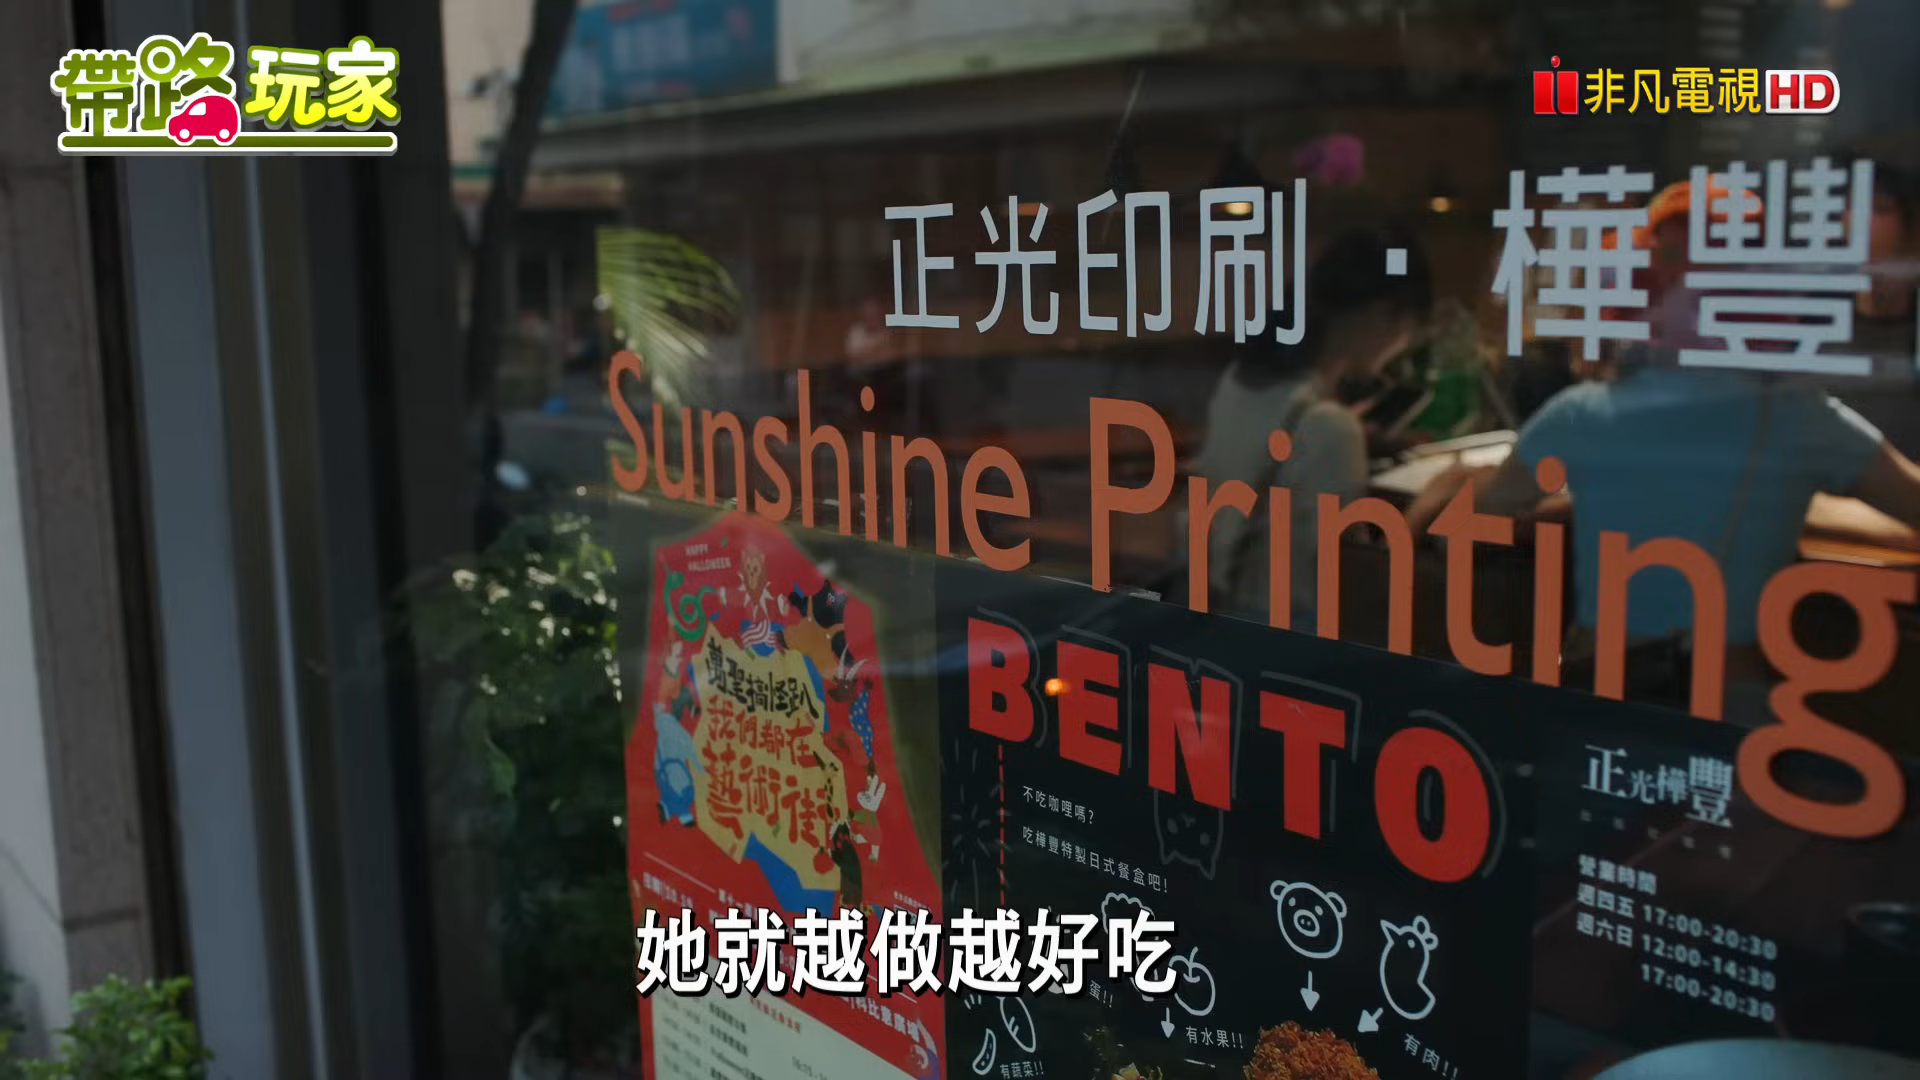 帶路玩家
非凡電視HD
正光印刷·樺豐
Sunshine Printing
HAPPY
HALLOWEEN
萬聖搞怪趴
我們都在
藝術街
BENTO
不吃咖哩嗎?
吃樺豐特製日式餐盒吧!
正光樺豐
營業時間
週四五 17:00-20:30
週六日 12:00-14:30
17:00-20:30
蛋!!
有水果!!
有肉!!
有蔬菜!!
她就越做越好吃